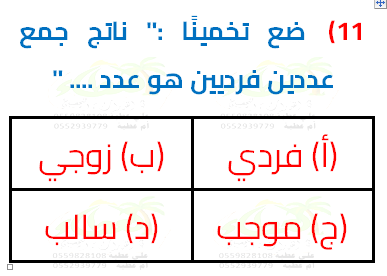 11) ضع تخمينًا :" ناتج جمع
عددين فرديين هو عدد .... "
(أ) فردي (ب) زوجي
(ج) موجب (د) سالب